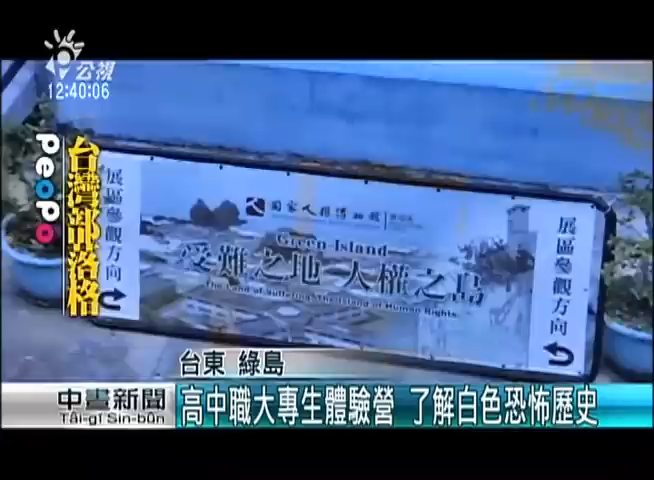 公視
12:40:06
PeoPo
台灣部落格
展區參觀方向
國家人權博物館
Green Island
受難之地 人權之島
The Land of Suffering, The Island of Human Rights
展區參觀方向
台東 綠島
中晝新聞
Tâi-gí Sin-bûn
高中職大專生體驗營 了解白色恐怖歷史